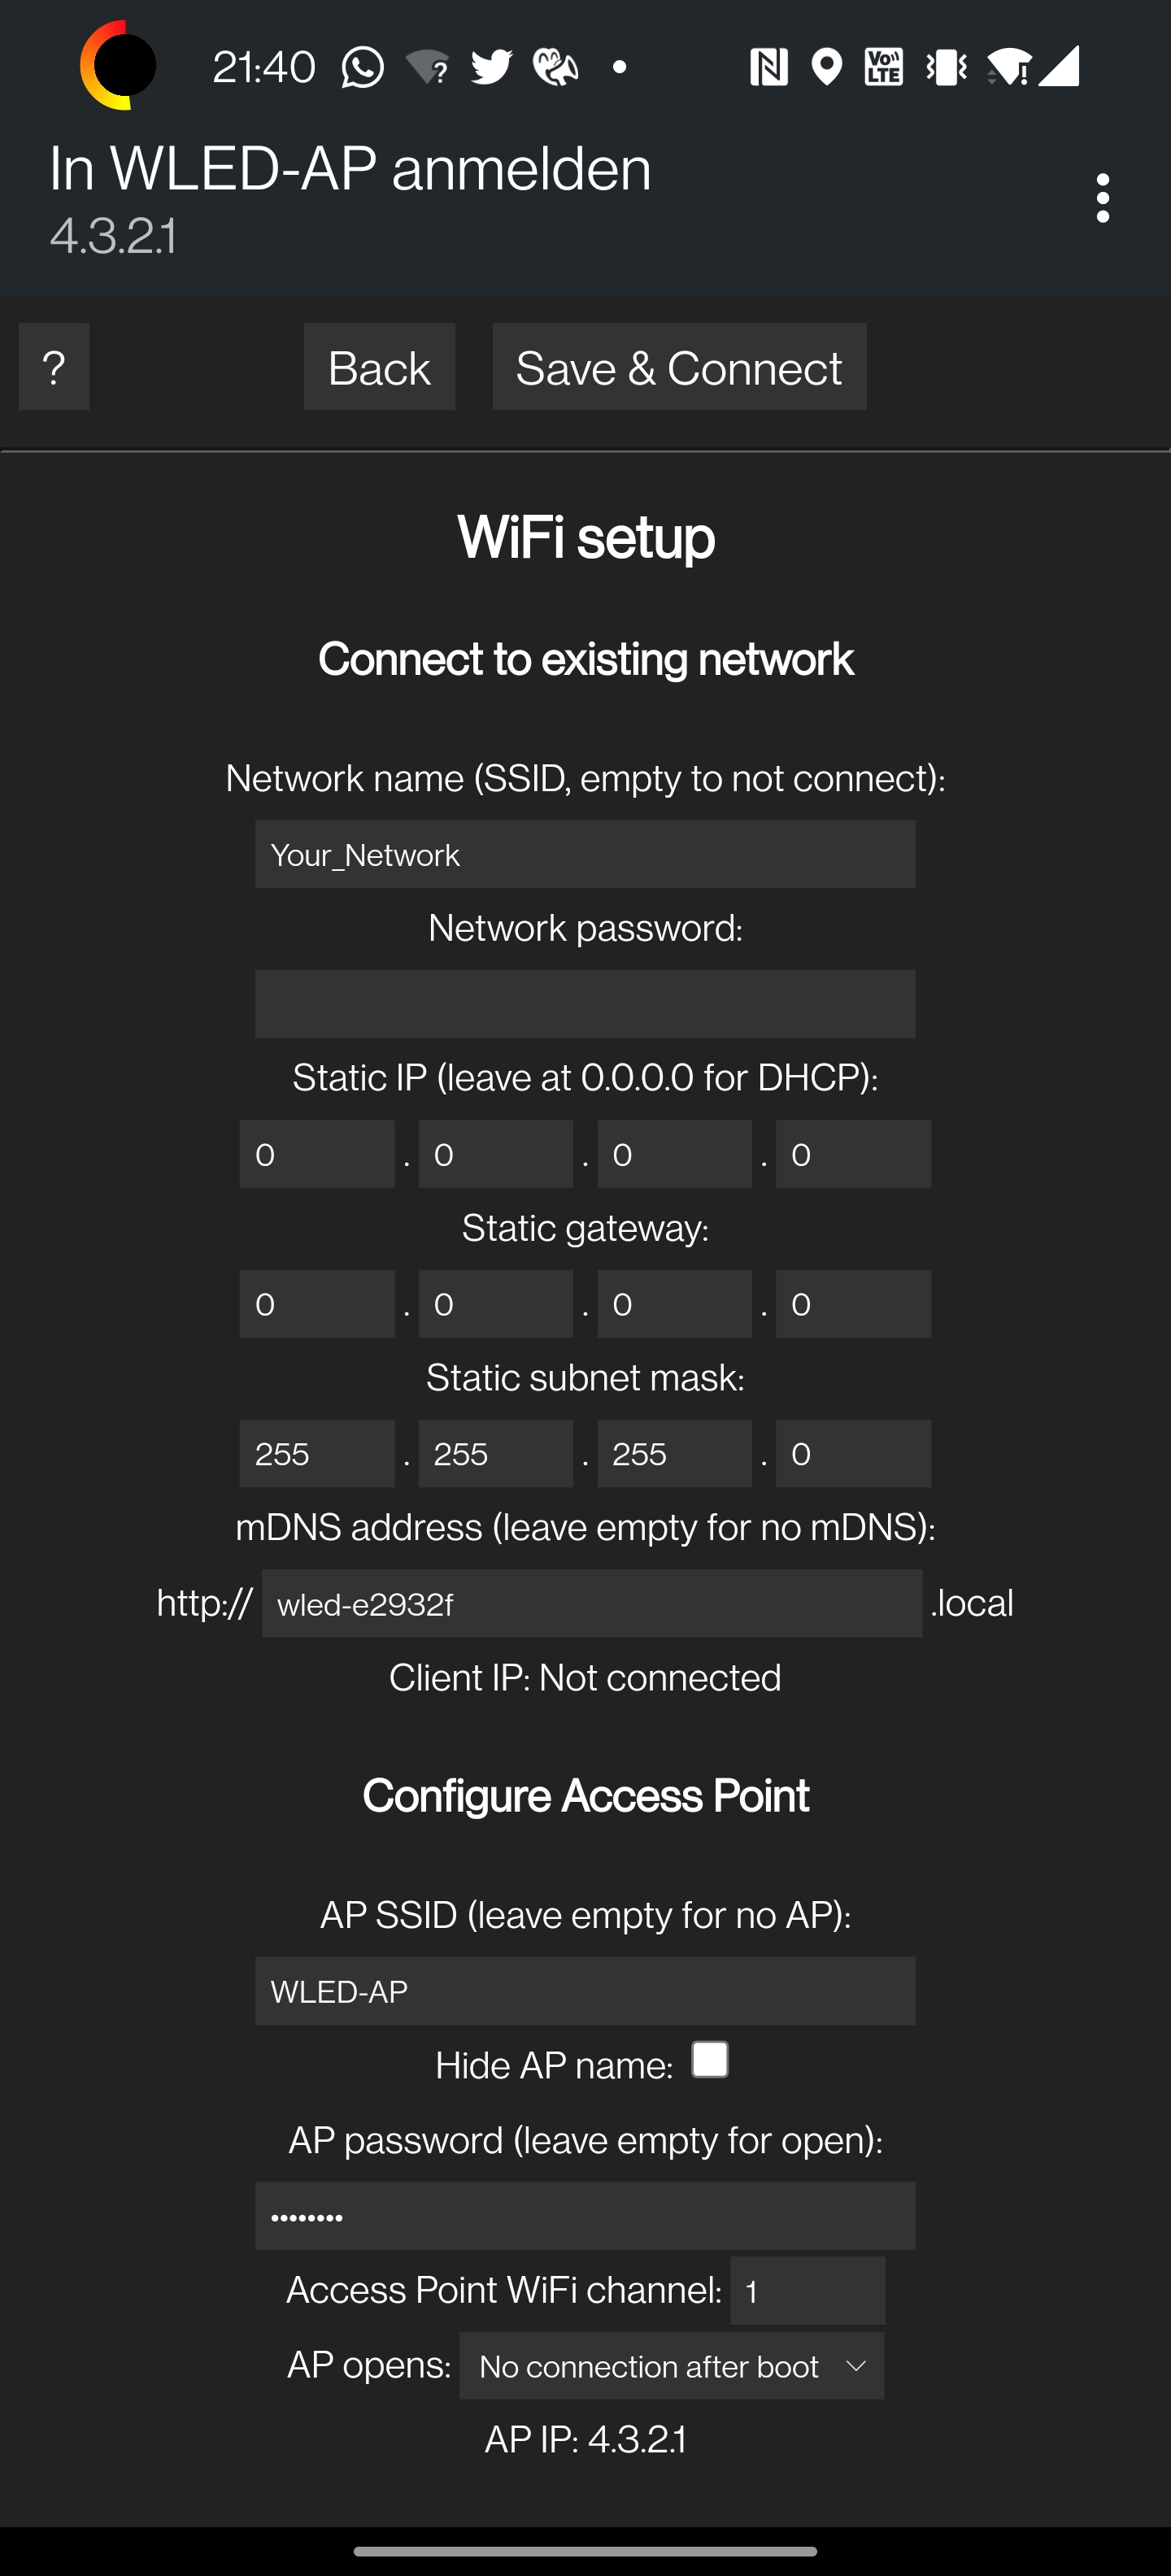 21:40
Vo))
LTE
In WLED-AP anmelden
4.3.2.1
?
Back
Save & Connect
WiFi setup
Connect to existing network
Network name (SSID, empty to not connect):
Your_Network
Network password:
Static IP (leave at 0.0.0.0 for DHCP):
0 . 0 . 0 . 0
Static gateway:
0 . 0 . 0 . 0
Static subnet mask:
255 . 255 . 255 . 0
mDNS address (leave empty for no mDNS):
http:// wled-e2932f .local
Client IP: Not connected
Configure Access Point
AP SSID (leave empty for no AP):
WLED-AP
Hide AP name:
AP password (leave empty for open):
••••••••
Access Point WiFi channel: 1
AP opens: No connection after boot
AP IP: 4.3.2.1